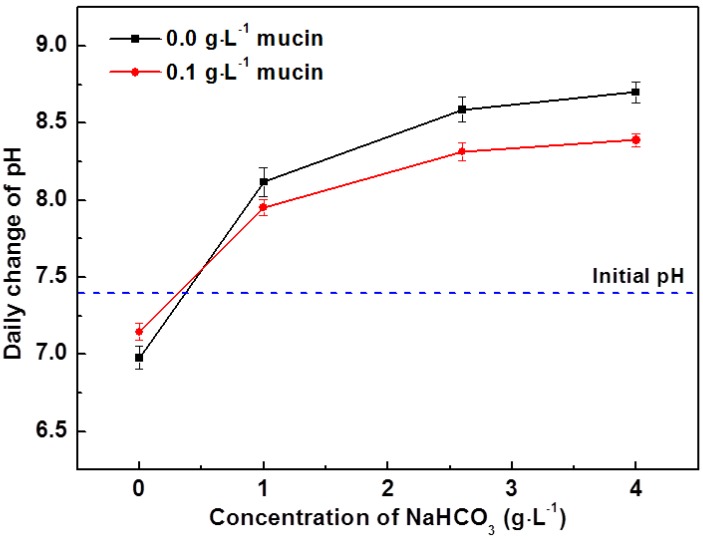 9.0
8.5
8.0
7.5
7.0
6.5
Daily change of pH
0.0 g·L⁻¹ mucin
0.1 g·L⁻¹ mucin
Initial pH
0 1 2 3 4
Concentration of NaHCO₃ (g·L⁻¹)